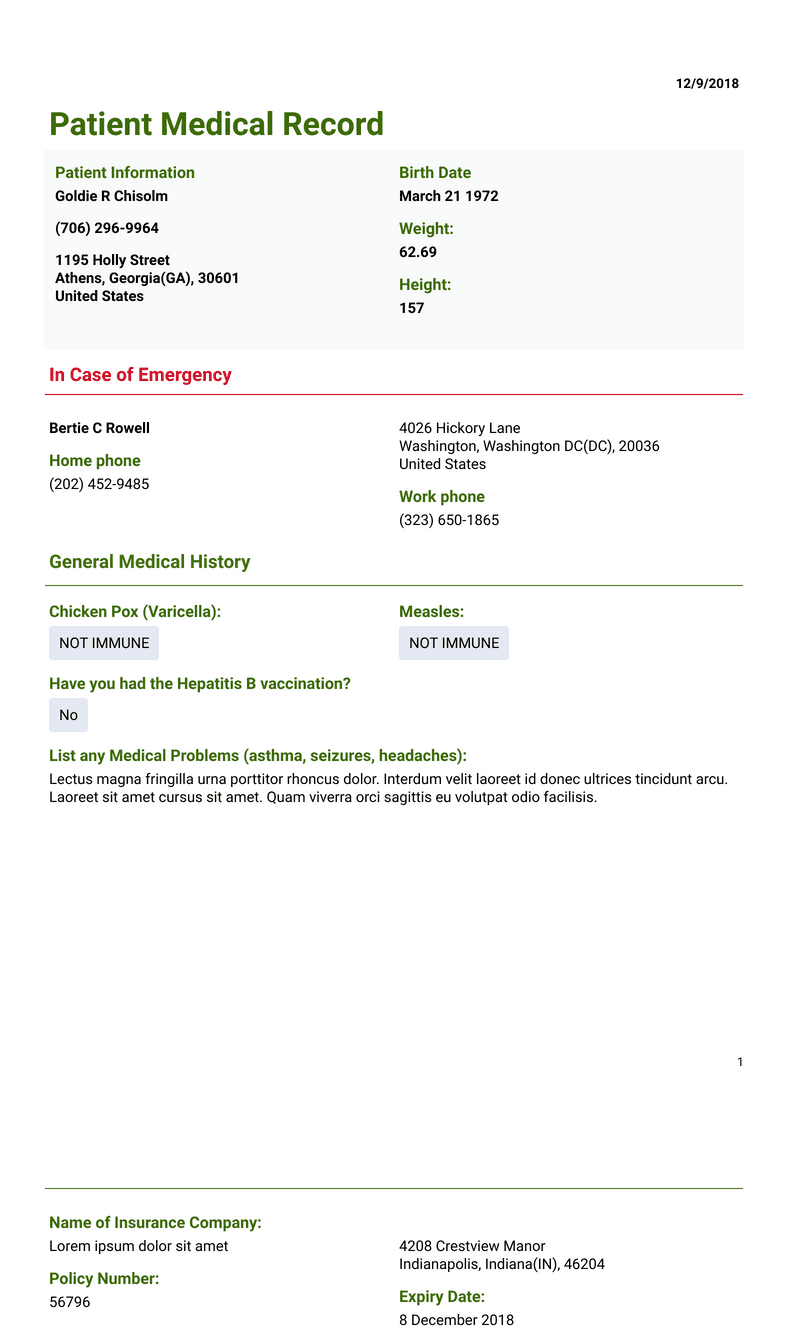 12/9/2018
Patient Medical Record
Patient Information
Goldie R Chisolm
(706) 296-9964
1195 Holly Street
Athens, Georgia(GA), 30601
United States
Birth Date
March 21 1972
Weight:
62.69
Height:
157
In Case of Emergency
Bertie C Rowell
Home phone
(202) 452-9485
4026 Hickory Lane
Washington, Washington DC(DC), 20036
United States
Work phone
(323) 650-1865
General Medical History
Chicken Pox (Varicella):
NOT IMMUNE
Measles:
NOT IMMUNE
Have you had the Hepatitis B vaccination?
No
List any Medical Problems (asthma, seizures, headaches):
Lectus magna fringilla urna porttitor rhoncus dolor. Interdum velit laoreet id donec ultrices tincidunt arcu.
Laoreet sit amet cursus sit amet. Quam viverra orci sagittis eu volutpat odio facilisis.
1
Name of Insurance Company:
Lorem ipsum dolor sit amet
Policy Number:
56796
4208 Crestview Manor
Indianapolis, Indiana(IN), 46204
Expiry Date:
8 December 2018